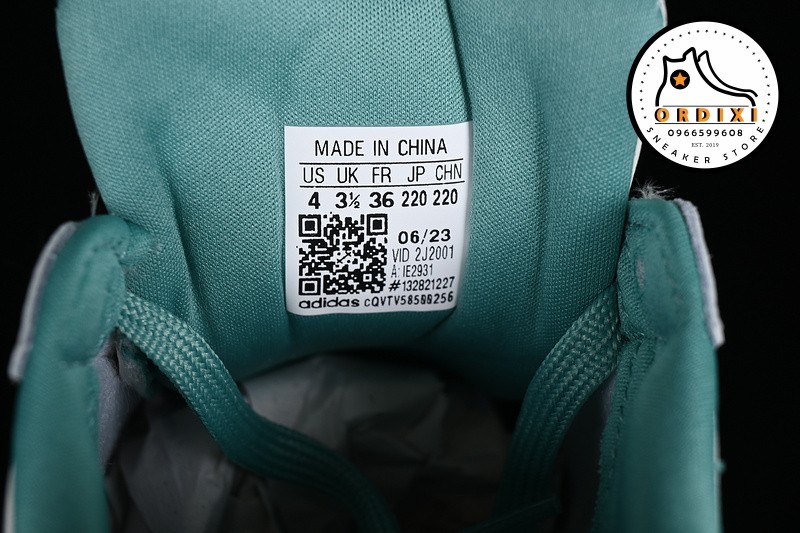 MADE IN CHINA
US UK FR JP CHN
4 3½ 36 220 220
06/23
VID 2J2001
A: IE2931
#132821227
adidas CQVTV58588256
ORDIXI
0966599608
EST. 2019
SNEAKER STORE